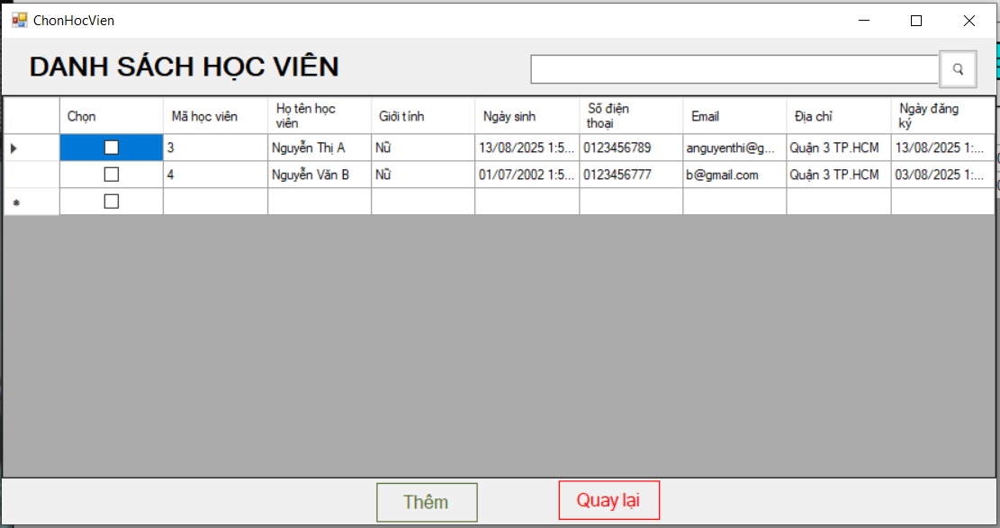 ChonHocVien
DANH SÁCH HỌC VIÊN
Chọn Mã học viên Họ tên học viên Giới tính Ngày sinh Số điện thoại Email Địa chỉ Ngày đăng ký
3 Nguyễn Thị A Nữ 13/08/2025 1:5... 0123456789 anguyenthi@g... Quận 3 TP.HCM 13/08/2025 1:...
4 Nguyễn Văn B Nữ 01/07/2002 1:5... 0123456777 b@gmail.com Quận 3 TP.HCM 03/08/2025 1:...
Thêm Quay lại